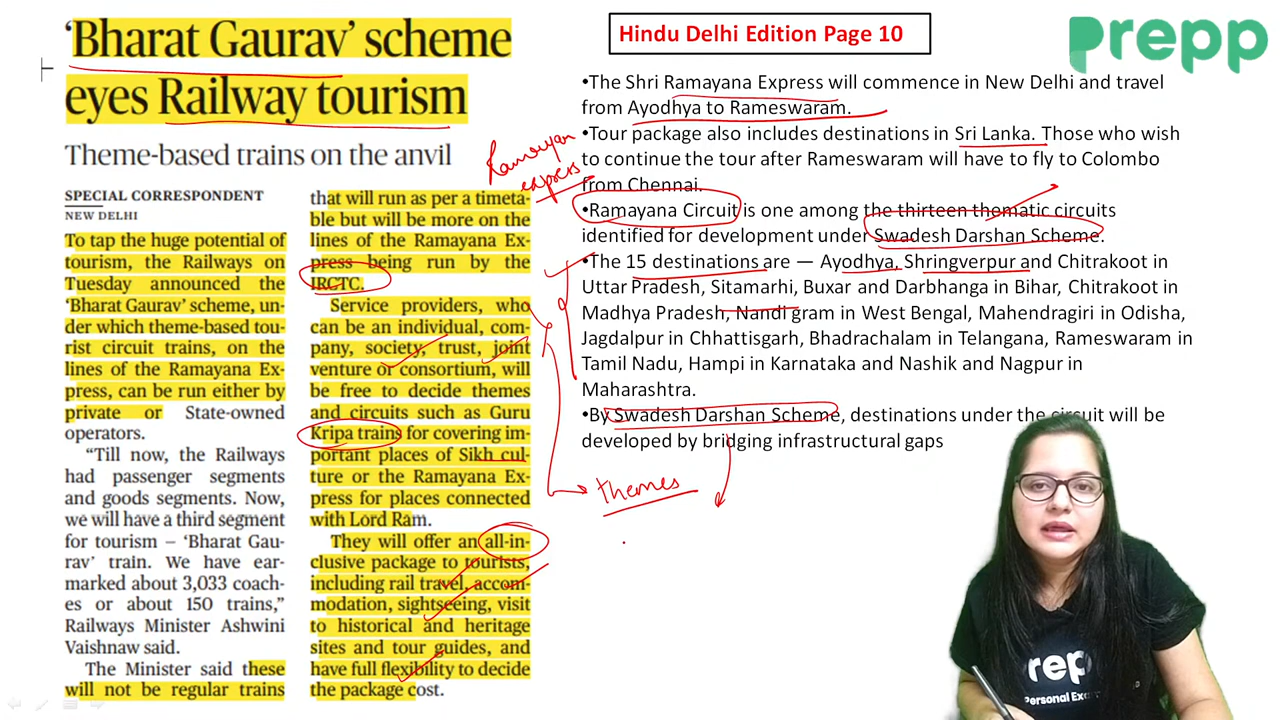 ‘Bharat Gaurav’ scheme
eyes Railway tourism
Theme-based trains on the anvil
SPECIAL CORRESPONDENT
NEW DELHI
To tap the huge potential of
tourism, the Railways on
Tuesday announced the
‘Bharat Gaurav’ scheme, un-
der which theme-based tou-
rist circuit trains, on the
lines of the Ramayana Ex-
press, can be run either by
private or State-owned
operators.
“Till now, the Railways
had passenger segments
and goods segments. Now,
we will have a third segment
for tourism – ‘Bharat Gau-
rav’ train. We have ear-
marked about 3,033 coach-
es or about 150 trains,”
Railways Minister Ashwini
Vaishnaw said.
The Minister said these
will not be regular trains
that will run as per a timeta-
ble but will be more on the
lines of the Ramayana Ex-
press being run by the
IRCTC.
Service providers, who
can be an individual, com-
pany, society, trust, joint
venture or consortium, will
be free to decide themes
and circuits such as Guru
Kripa trains for covering im-
portant places of Sikh cul-
ture or the Ramayana Ex-
press for places connected
with Lord Ram.
They will offer an all-in-
clusive package to tourists,
including rail travel, accom-
modation, sightseeing, visit
to historical and heritage
sites and tour guides, and
have full flexibility to decide
the package cost.
Ramayan
express
Hindu Delhi Edition Page 10
prepp
•The Shri Ramayana Express will commence in New Delhi and travel
from Ayodhya to Rameswaram.
•Tour package also includes destinations in Sri Lanka. Those who wish
to continue the tour after Rameswaram will have to fly to Colombo
from Chennai.
•Ramayana Circuit is one among the thirteen thematic circuits
identified for development under Swadesh Darshan Scheme.
•The 15 destinations are — Ayodhya, Shringverpur and Chitrakoot in
Uttar Pradesh, Sitamarhi, Buxar and Darbhanga in Bihar, Chitrakoot in
Madhya Pradesh, Nandi gram in West Bengal, Mahendragiri in Odisha,
Jagdalpur in Chhattisgarh, Bhadrachalam in Telangana, Rameswaram in
Tamil Nadu, Hampi in Karnataka and Nashik and Nagpur in
Maharashtra.
•By Swadesh Darshan Scheme, destinations under the circuit will be
developed by bridging infrastructural gaps
themes
repp
Personal Exa